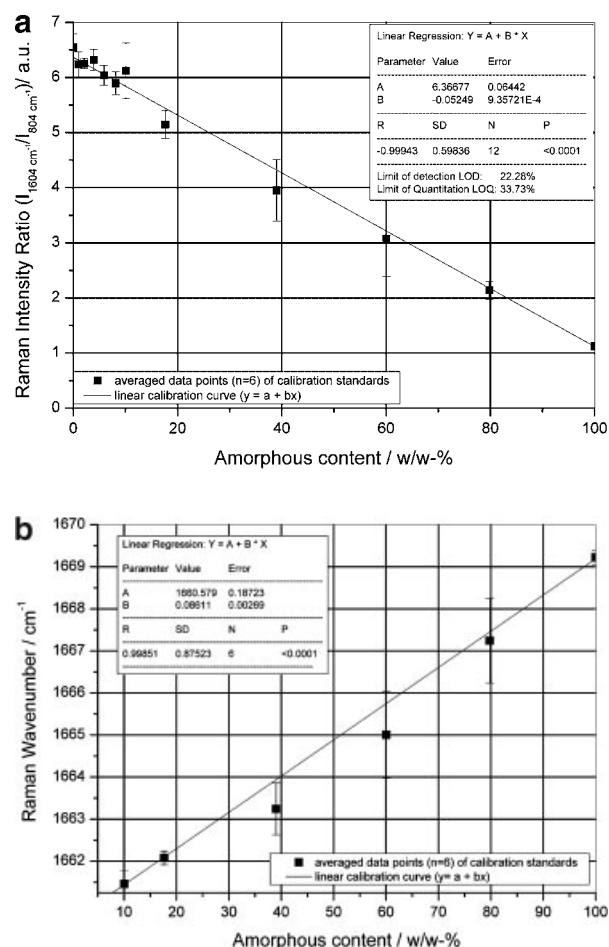 a
7
6
5
4
3
2
1
0
Raman Intensity Ratio (I1604 cm⁻¹/I804 cm⁻¹)/ a.u.
Linear Regression: Y = A + B * X
Parameter Value Error
A 6.36677 0.06442
B -0.05249 9.35721E-4
R SD N P
-0.99943 0.59836 12 <0.0001
Limit of detection LOD: 22.28%
Limit of Quantitation LOQ: 33.73%
averaged data points (n=6) of calibration standards
linear calibration curve (y = a + bx)
0 20 40 60 80 100
Amorphous content / w/w-%
b
1670
1669
1668
1667
1666
1665
1664
1663
1662
Raman Wavenumber / cm⁻¹
Linear Regression: Y = A + B * X
Parameter Value Error
A 1660.579 0.18723
B 0.08611 0.00269
R SD N P
0.99851 0.87523 6 <0.0001
averaged data points (n=6) of calibration standards
linear calibration curve (y= a + bx)
10 20 30 40 50 60 70 80 90 100
Amorphous content / w/w-%